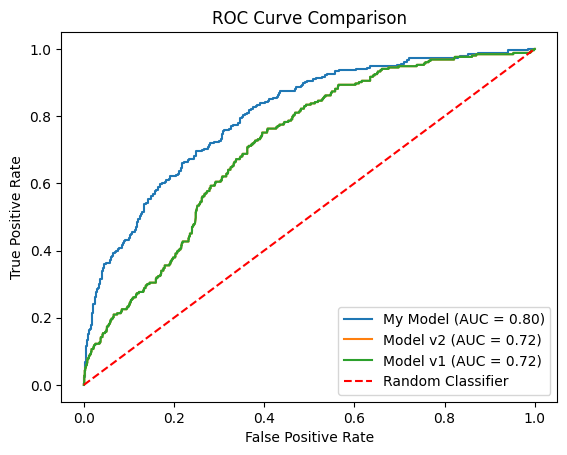 ROC Curve Comparison
True Positive Rate
1.0
0.8
0.6
0.4
0.2
0.0
My Model (AUC = 0.80)
Model v2 (AUC = 0.72)
Model v1 (AUC = 0.72)
Random Classifier
0.0 0.2 0.4 0.6 0.8 1.0
False Positive Rate